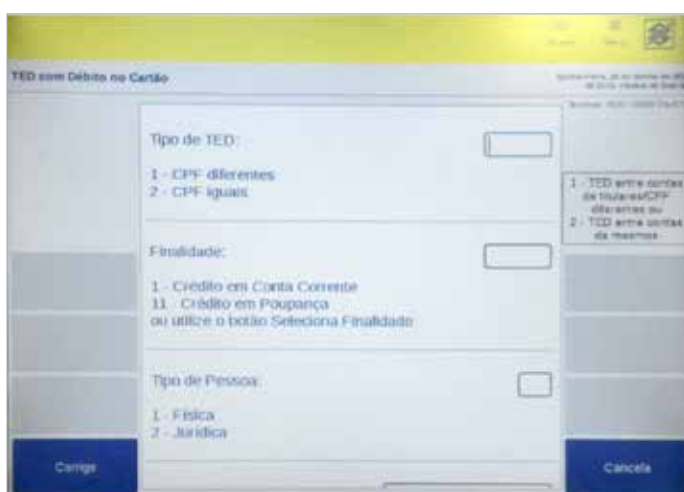 TED com Débito no Cartão
Tipo de TED:
1 - CPF diferentes
2 - CPF iguais
1 - TED entre contas
de titulares/CPF
diferentes ou
2 - TED entre contas
de mesmos
Finalidade:
1 - Crédito em Conta Corrente
11 - Crédito em Poupança
ou utilize o botão Seleciona Finalidade
Tipo de Pessoa:
1 - Física
2 - Jurídica
Corrige
Cancela